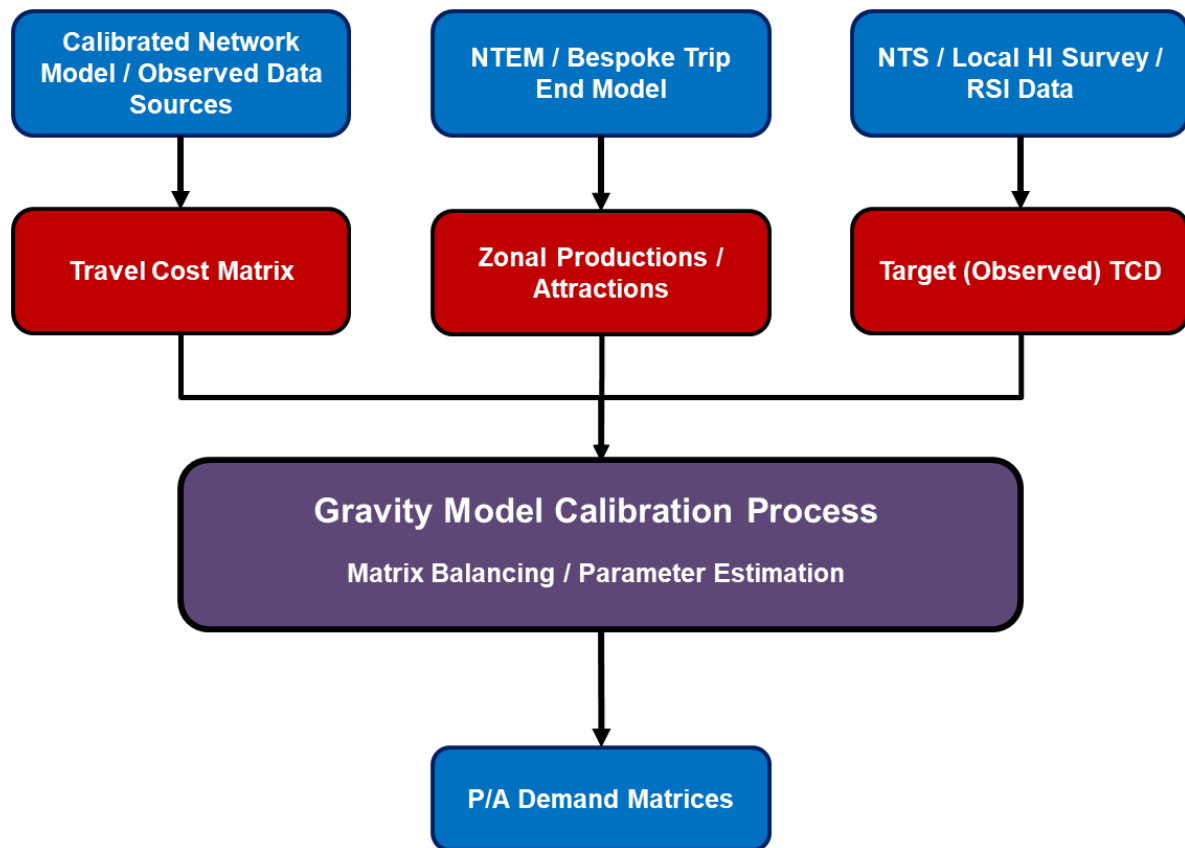 Calibrated Network
Model / Observed Data
Sources
NTEM / Bespoke Trip
End Model
NTS / Local HI Survey /
RSI Data
Travel Cost Matrix
Zonal Productions /
Attractions
Target (Observed) TCD
Gravity Model Calibration Process
Matrix Balancing / Parameter Estimation
P/A Demand Matrices